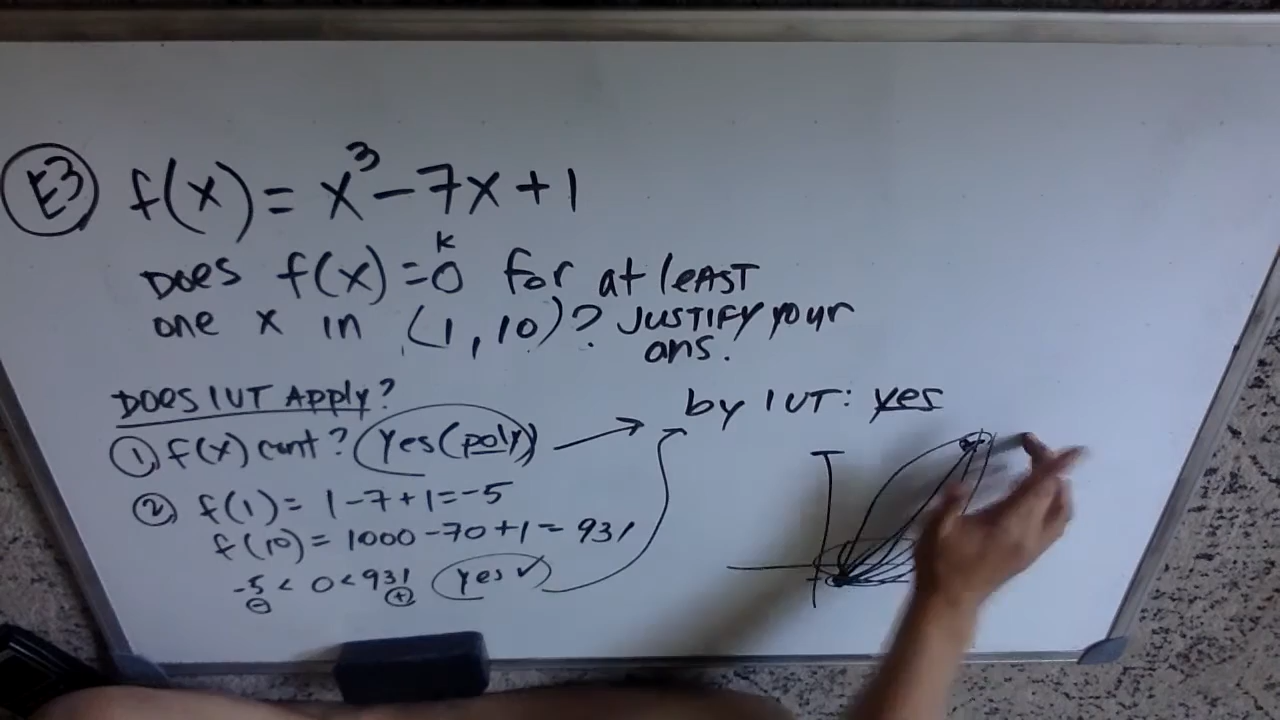 E3 f(x) = x³ - 7x + 1
k
Does f(x) = 0 for at least
one x in (1, 10)? Justify your
ans.
Does IVT Apply?
① f(x) cont? Yes (poly)
② f(1) = 1 - 7 + 1 = -5
f(10) = 1000 - 70 + 1 = 931
-5 < 0 < 931 yes ✓
⊖ ⊕
by IVT: yes